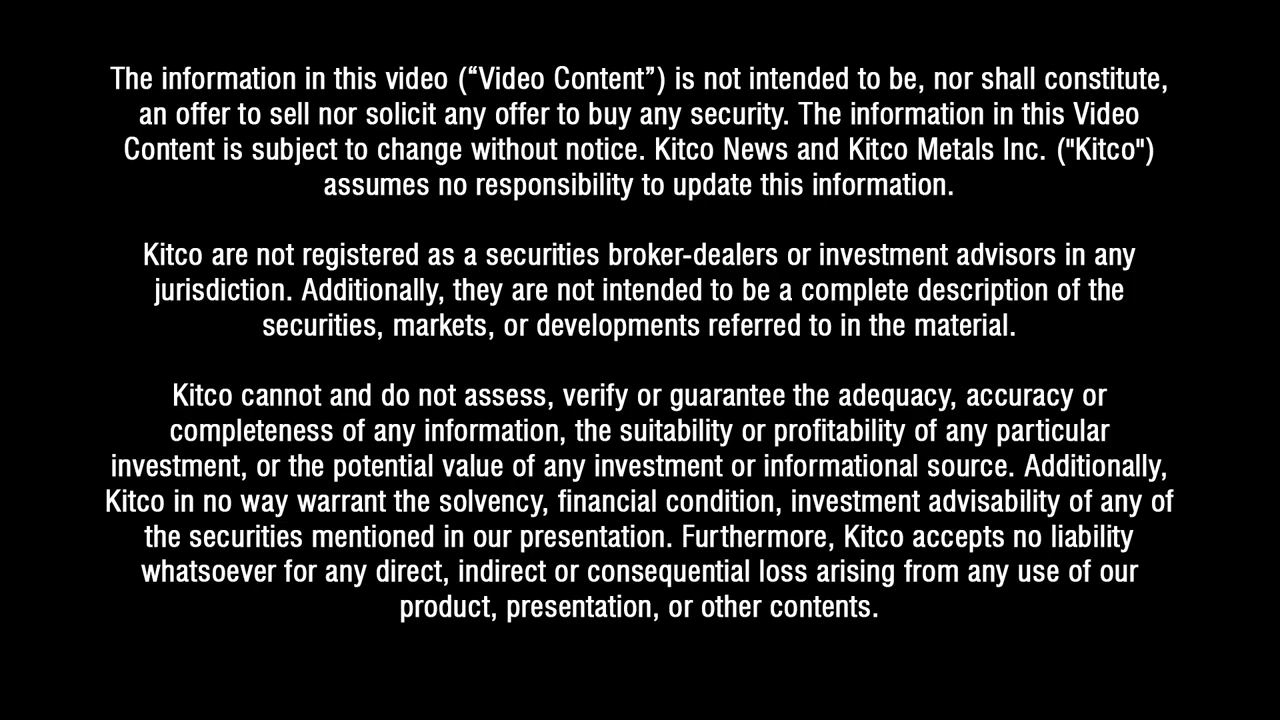 The information in this video (“Video Content”) is not intended to be, nor shall constitute,
an offer to sell nor solicit any offer to buy any security. The information in this Video
Content is subject to change without notice. Kitco News and Kitco Metals Inc. ("Kitco")
assumes no responsibility to update this information.
Kitco are not registered as a securities broker-dealers or investment advisors in any
jurisdiction. Additionally, they are not intended to be a complete description of the
securities, markets, or developments referred to in the material.
Kitco cannot and do not assess, verify or guarantee the adequacy, accuracy or
completeness of any information, the suitability or profitability of any particular
investment, or the potential value of any investment or informational source. Additionally,
Kitco in no way warrant the solvency, financial condition, investment advisability of any of
the securities mentioned in our presentation. Furthermore, Kitco accepts no liability
whatsoever for any direct, indirect or consequential loss arising from any use of our
product, presentation, or other contents.